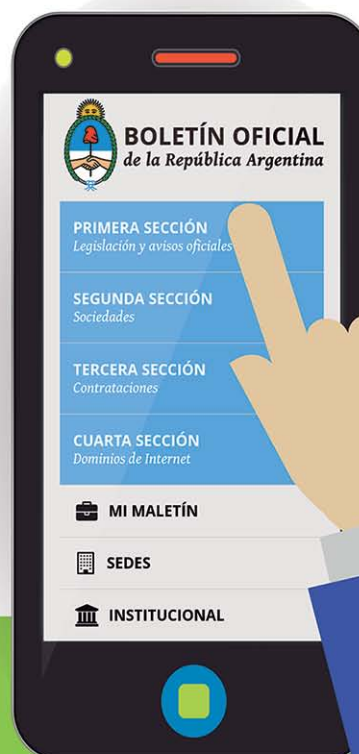 BOLETÍN OFICIAL
de la República Argentina
PRIMERA SECCIÓN
Legislación y avisos oficiales
SEGUNDA SECCIÓN
Sociedades
TERCERA SECCIÓN
Contrataciones
CUARTA SECCIÓN
Dominios de Internet
MI MALETÍN
SEDES
INSTITUCIONAL